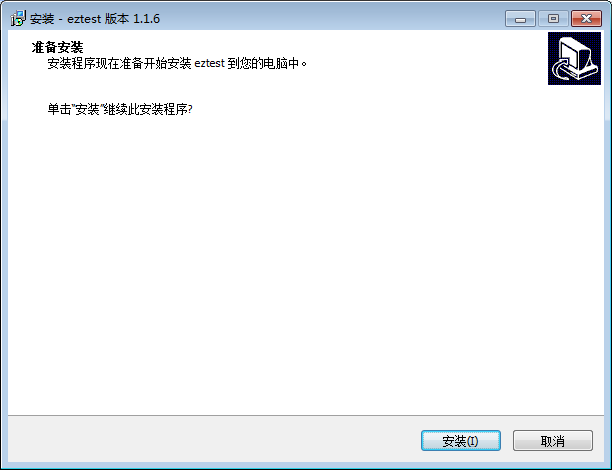 安装 - eztest 版本 1.1.6
准备安装
安装程序现在准备开始安装 eztest 到您的电脑中。
单击"安装"继续此安装程序?
安装(I)
取消